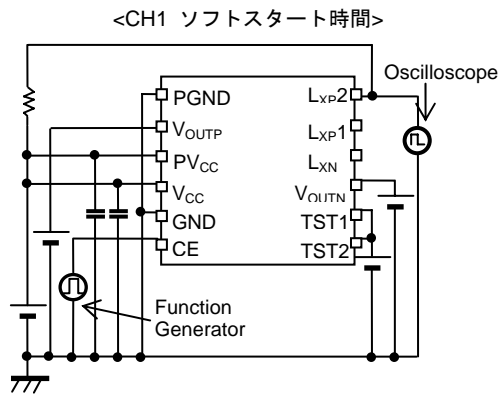 <CH1 ソフトスタート時間>
Oscilloscope
PGND
VOUTP
PVCC
VCC
GND
CE
LXP2
LXP1
LXN
VOUTN
TST1
TST2
Function
Generator